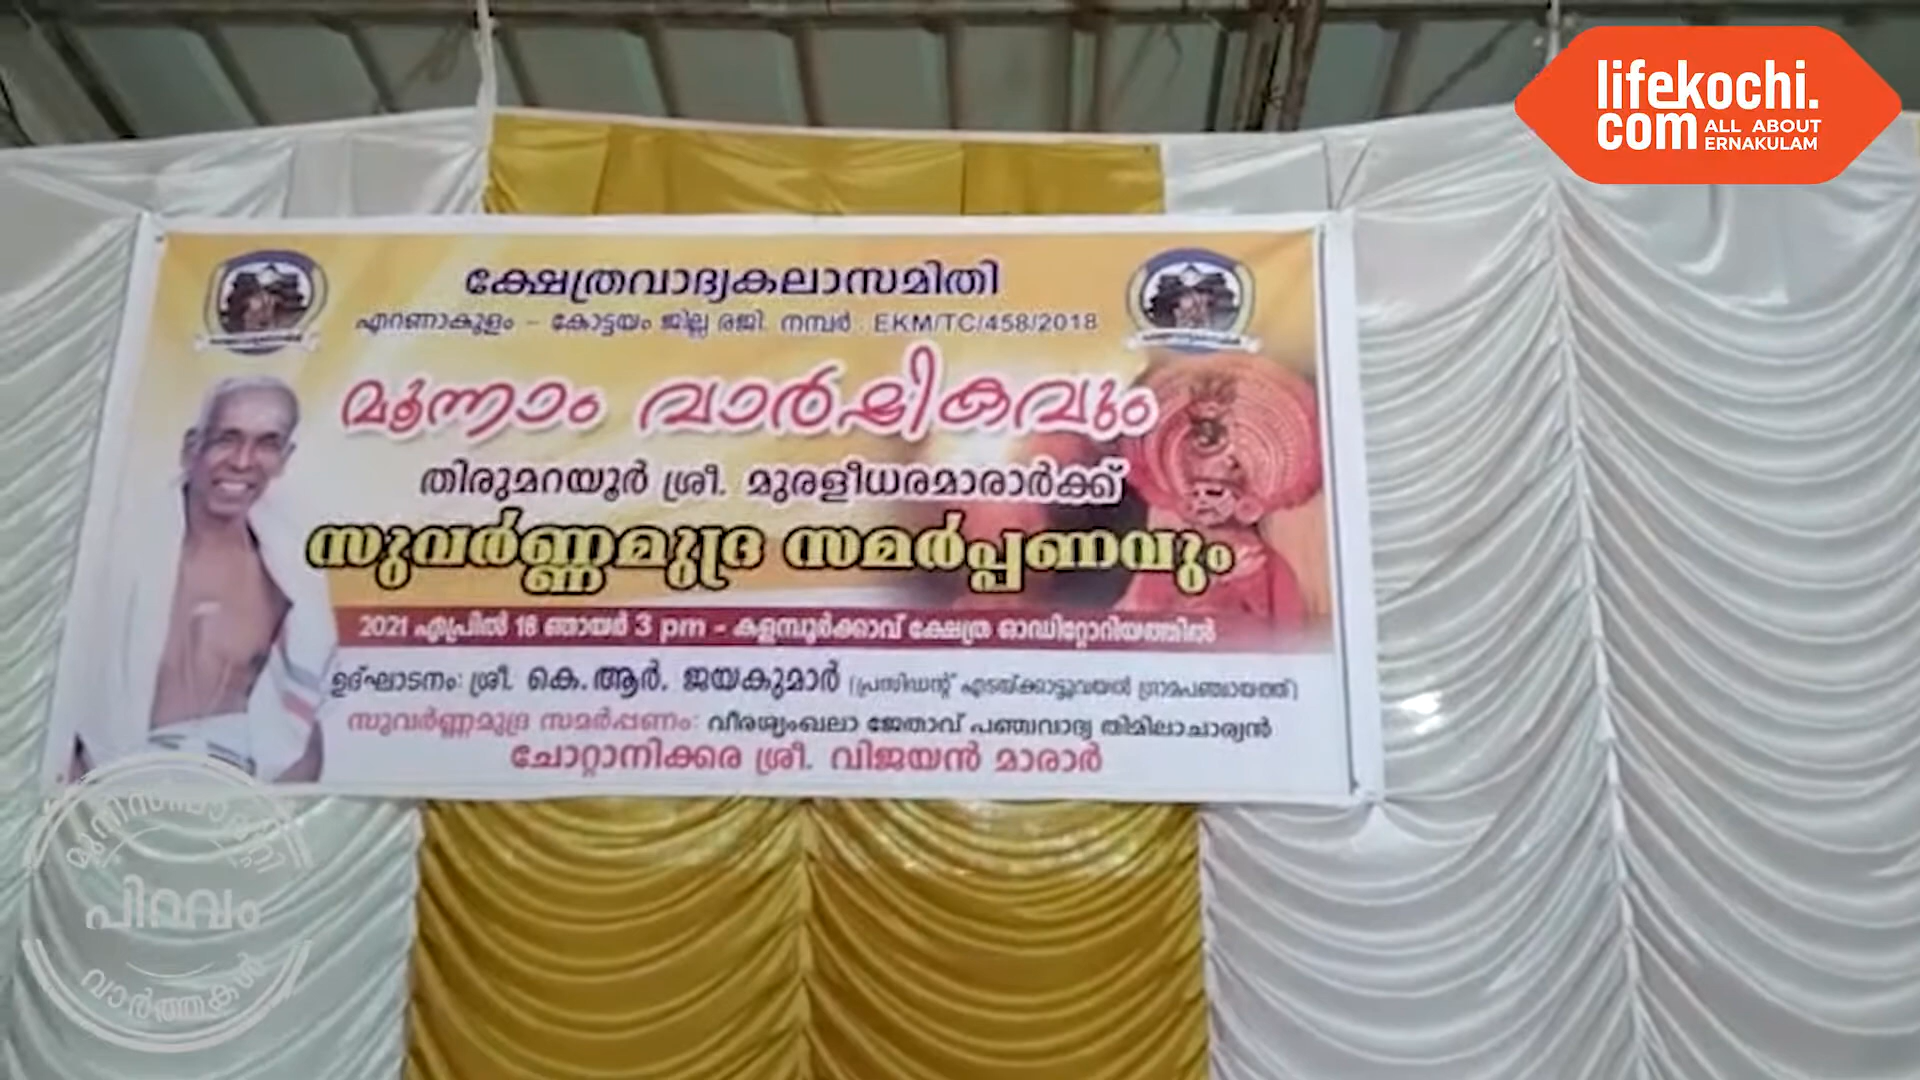 lifekochi.
com ALL ABOUT
ERNAKULAM
ക്ഷേത്രവാദ്യകലാസമിതി
എറണാകുളം - കോട്ടയം ജില്ല രജി. നമ്പർ : EKM/TC/458/2018
മൂന്നാം വാർഷികവും
തിരുമറയൂർ ശ്രീ. മുരളീധരമാരാർക്ക്
സുവർണ്ണമുദ്ര സമർപ്പണവും
2021 ഏപ്രിൽ 18 ഞായർ 3 pm - കളമ്പൂർക്കാവ് ക്ഷേത്ര ഓഡിറ്റോറിയത്തിൽ
ഉദ്ഘാടനം: ശ്രീ. കെ.ആർ. ജയകുമാർ (പ്രസിഡന്റ് എടയ്ക്കാട്ടുവയൽ ഗ്രാമപഞ്ചായത്ത്)
സുവർണ്ണമുദ്ര സമർപ്പണം: വീരശൃംഖലാ ജേതാവ് പഞ്ചവാദ്യ തിമിലാചാര്യൻ
ചോറ്റാനിക്കര ശ്രീ. വിജയൻ മാരാർ
പിറവം
വാർത്തകൾ